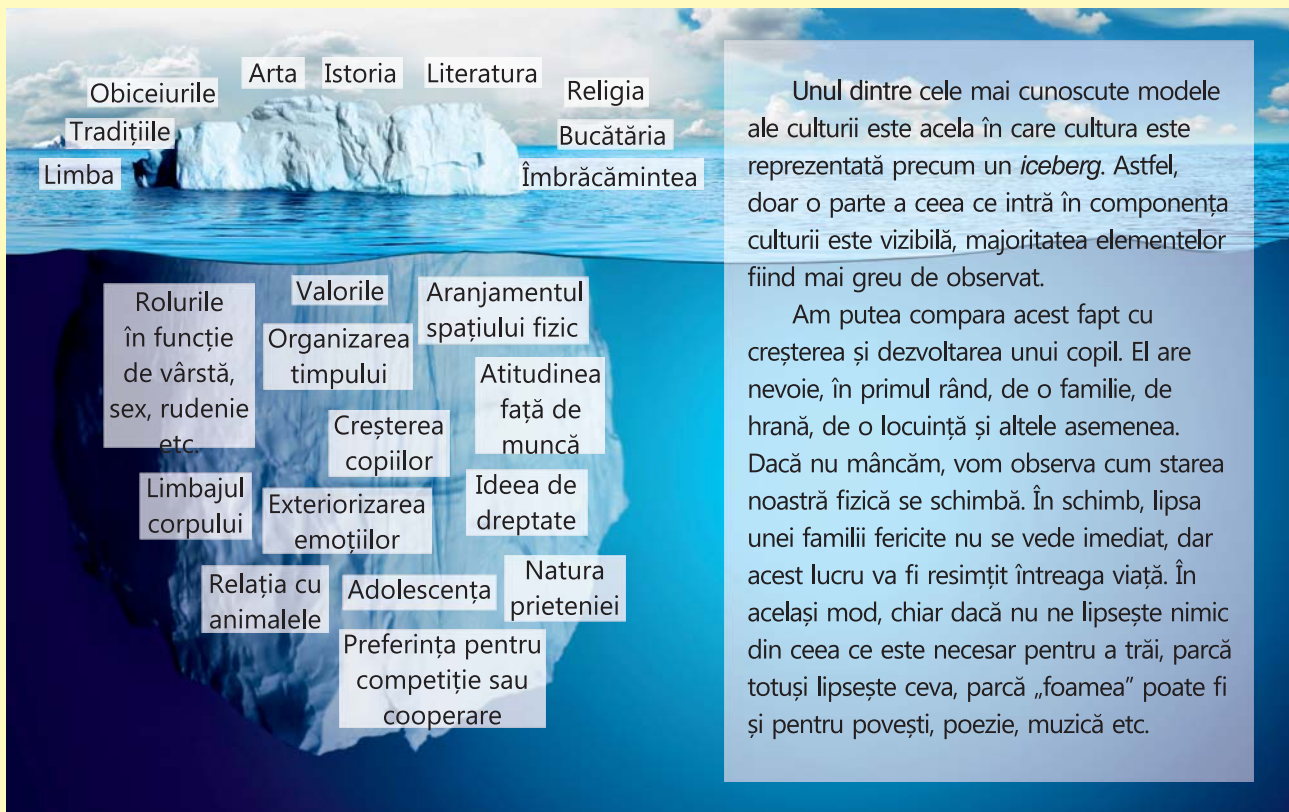 Arta
Istoria
Literatura
Obiceiurile
Religia
Tradițiile
Bucătăria
Limba
Îmbrăcămintea
Rolurile
în funcție
de vârstă,
sex, rudenie
etc.
Valorile
Aranjamentul
spațiului fizic
Organizarea
timpului
Atitudinea
față de
muncă
Creșterea
copiilor
Limbajul
corpului
Exteriorizarea
emoțiilor
Ideea de
dreptate
Relația cu
animalele
Adolescența
Natura
prieteniei
Preferința pentru
competiție sau
cooperare
Unul dintre cele mai cunoscute modele
ale culturii este acela în care cultura este
reprezentată precum un iceberg. Astfel,
doar o parte a ceea ce intră în componența
culturii este vizibilă, majoritatea elementelor
fiind mai greu de observat.
Am putea compara acest fapt cu
creșterea și dezvoltarea unui copil. El are
nevoie, în primul rând, de o familie, de
hrană, de o locuință și altele asemenea.
Dacă nu mâncăm, vom observa cum starea
noastră fizică se schimbă. În schimb, lipsa
unei familii fericite nu se vede imediat, dar
acest lucru va fi resimțit întreaga viață. În
același mod, chiar dacă nu ne lipsește nimic
din ceea ce este necesar pentru a trăi, parcă
totuși lipsește ceva, parcă „foamea” poate fi
și pentru povești, poezie, muzică etc.